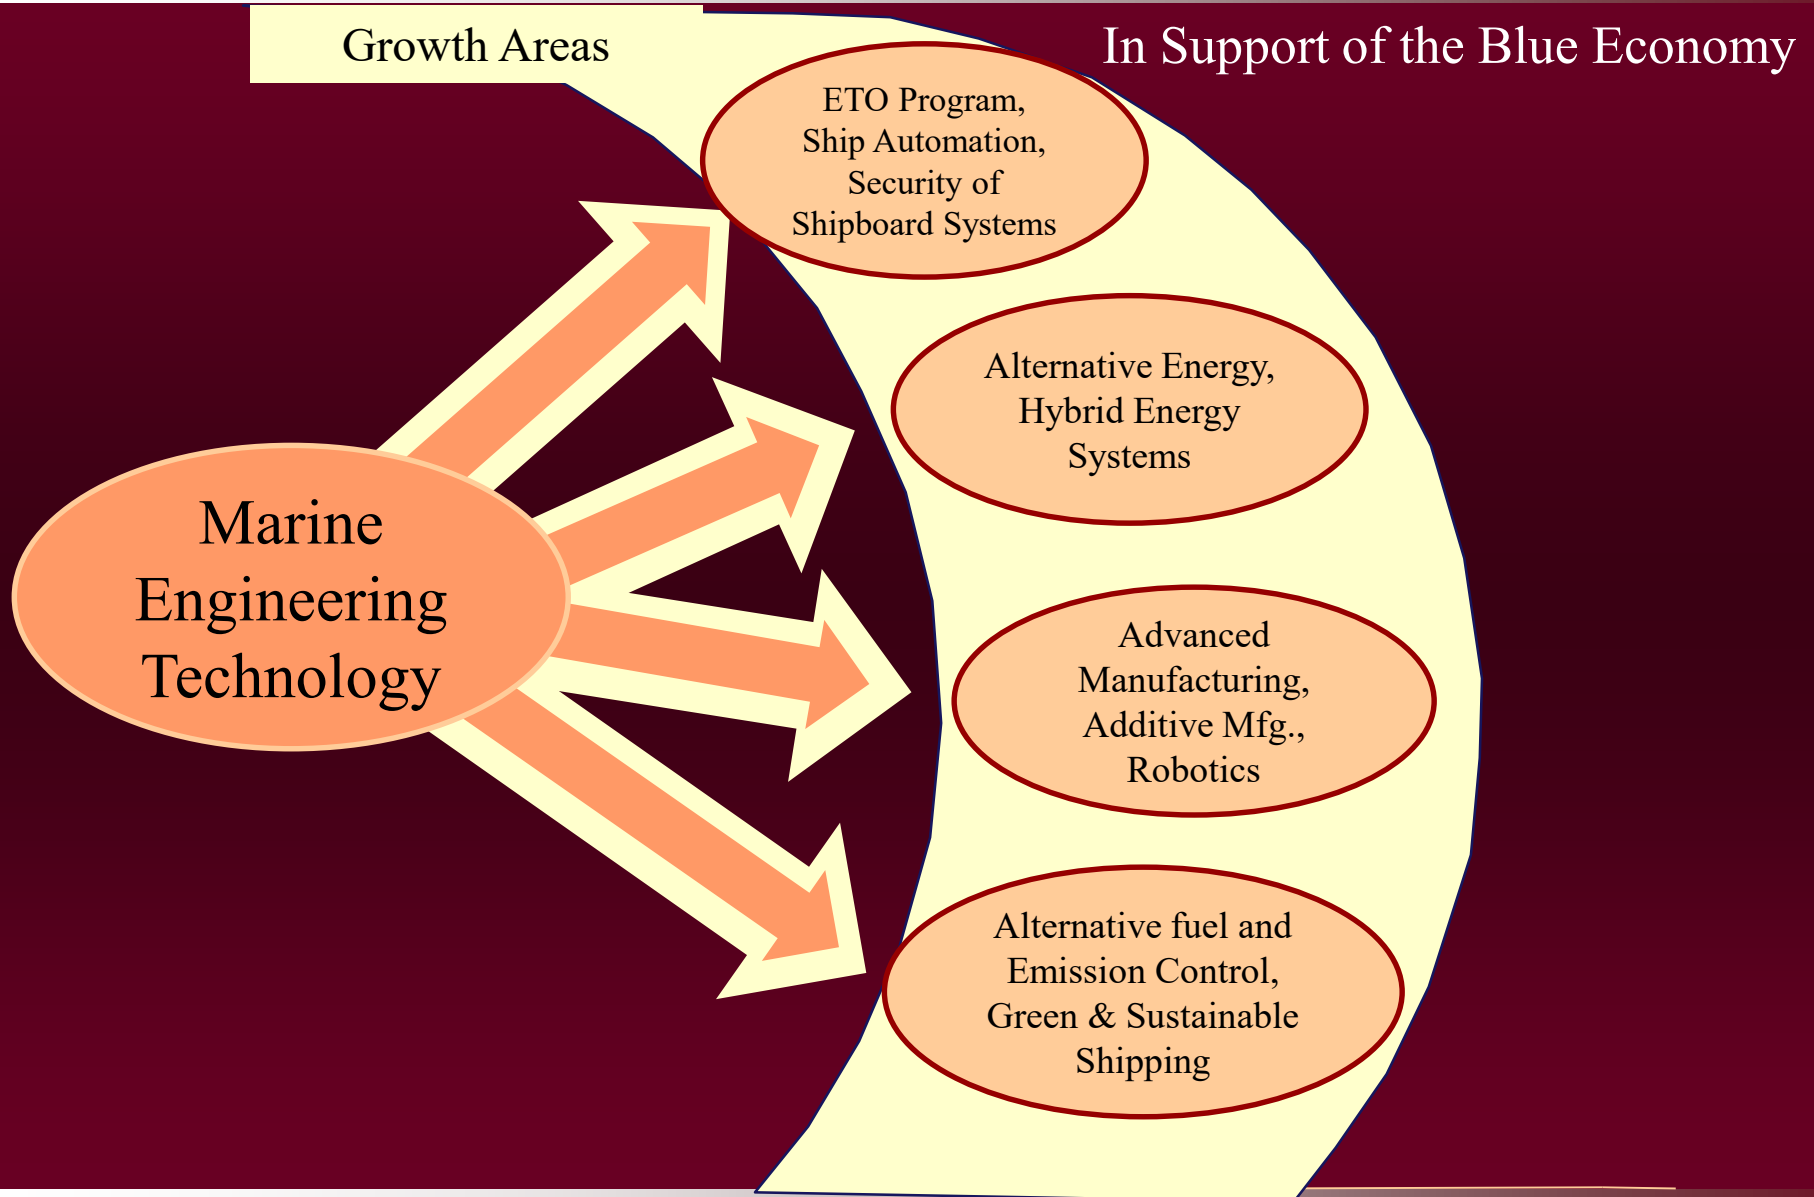 Growth Areas
In Support of the Blue Economy
ETO Program,
Ship Automation,
Security of
Shipboard Systems
Alternative Energy,
Hybrid Energy
Systems
Marine
Engineering
Technology
Advanced
Manufacturing,
Additive Mfg.,
Robotics
Alternative fuel and
Emission Control,
Green & Sustainable
Shipping